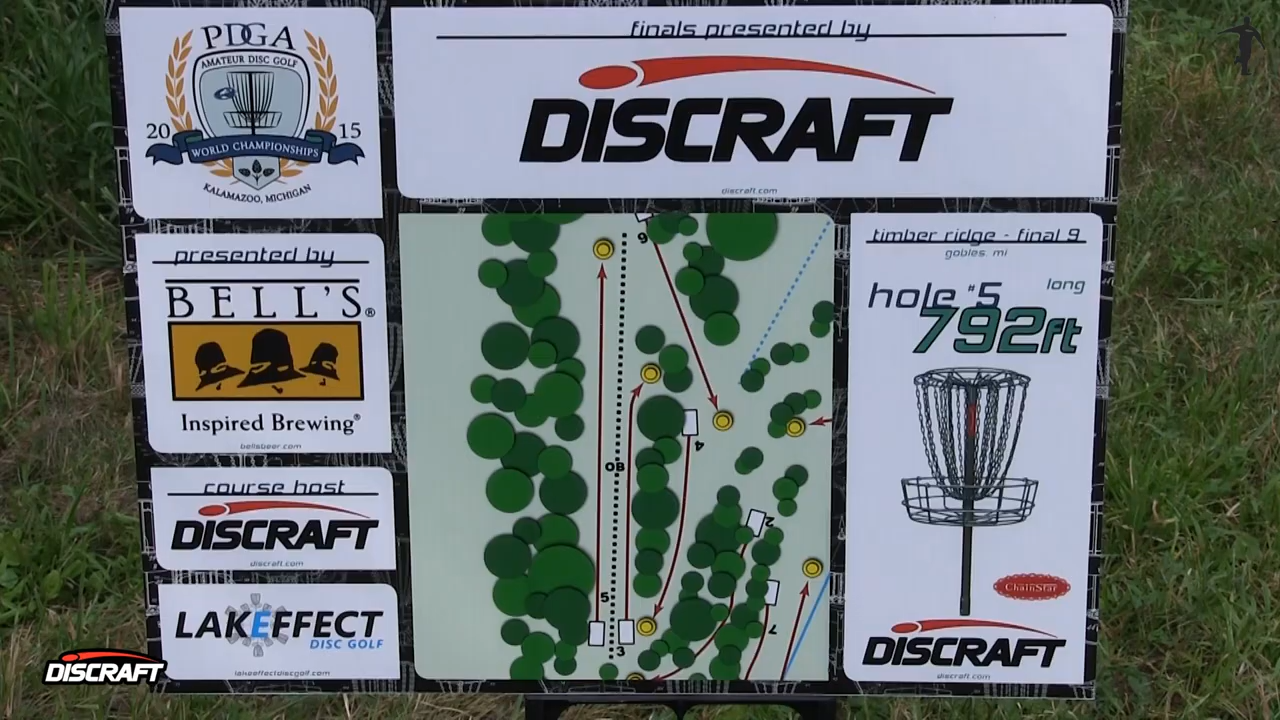 PDGA
AMATEUR DISC GOLF
20 15
WORLD CHAMPIONSHIPS
KALAMAZOO, MICHIGAN
finals presented by
DISCRAFT
discraft.com
presented by
BELL'S®
Inspired Brewing®
bellsbeer.com
course host
DISCRAFT
discraft.com
LAKEFFECT
DISC GOLF
lakeeffectdiscgolf.com
6
4
OB
2
5
7
3
timber ridge - final 9
gobles, mi
hole #5 long
792ft
ChainStar
DISCRAFT
discraft.com
DISCRAFT